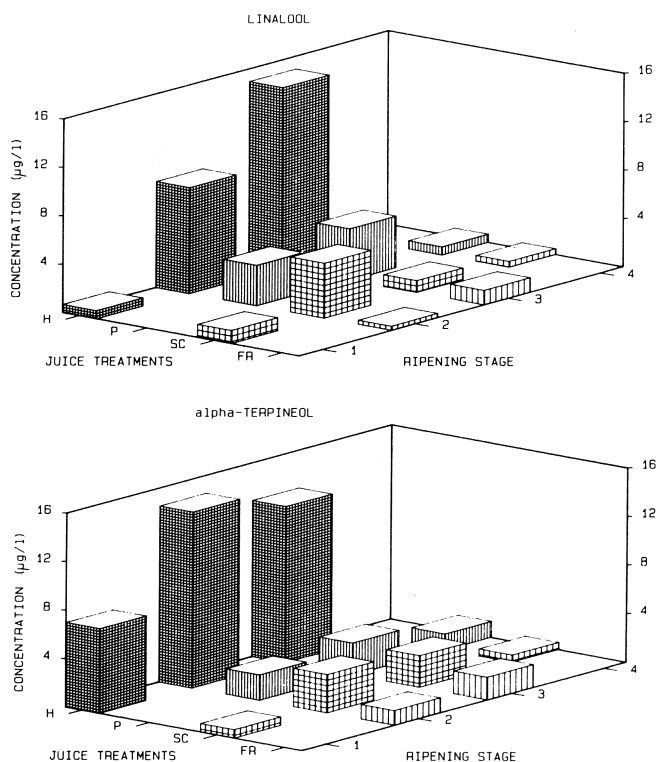 LINALOOL
16
12
8
4
CONCENTRATION (µg/l)
16
12
8
4
H
P
SC
FR
1
2
3
4
JUICE TREATMENTS
RIPENING STAGE
alpha-TERPINEOL
16
12
8
4
CONCENTRATION (µg/l)
16
12
8
4
H
P
SC
FR
1
2
3
4
JUICE TREATMENTS
RIPENING STAGE